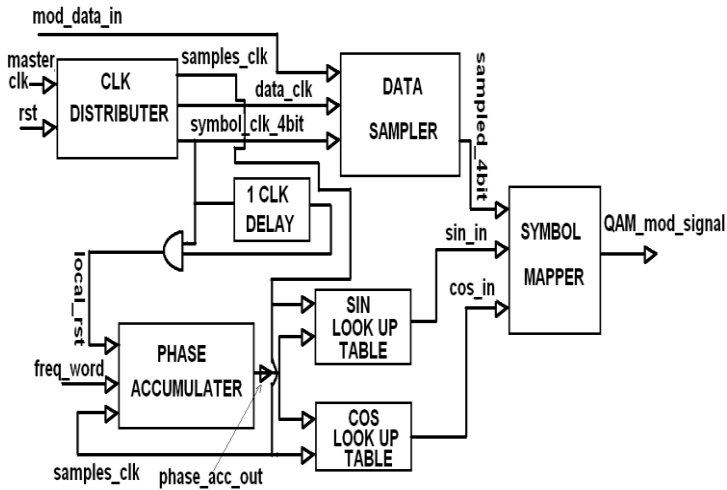 mod_data_in
master
clk
rst
CLK
DISTRIBUTER
samples_clk
data_clk
symbol_clk_4bit
DATA
SAMPLER
sampled_4bit
1 CLK
DELAY
SYMBOL
MAPPER
QAM_mod_signal
sin_in
cos_in
local_rst
freq_word
PHASE
ACCUMULATER
SIN
LOOK UP
TABLE
COS
LOOK UP
TABLE
samples_clk
phase_acc_out